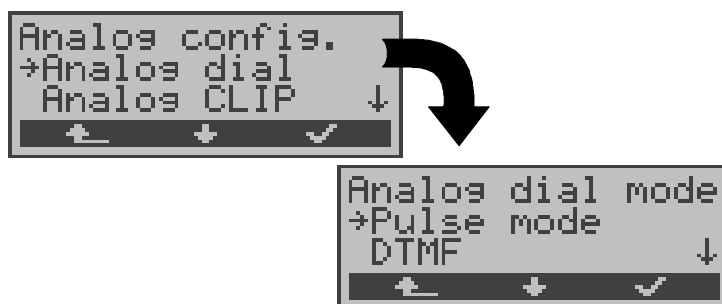 Analog config.
→Analog dial
Analog CLIP ↓
Analog dial mode
→Pulse mode
DTMF ↓